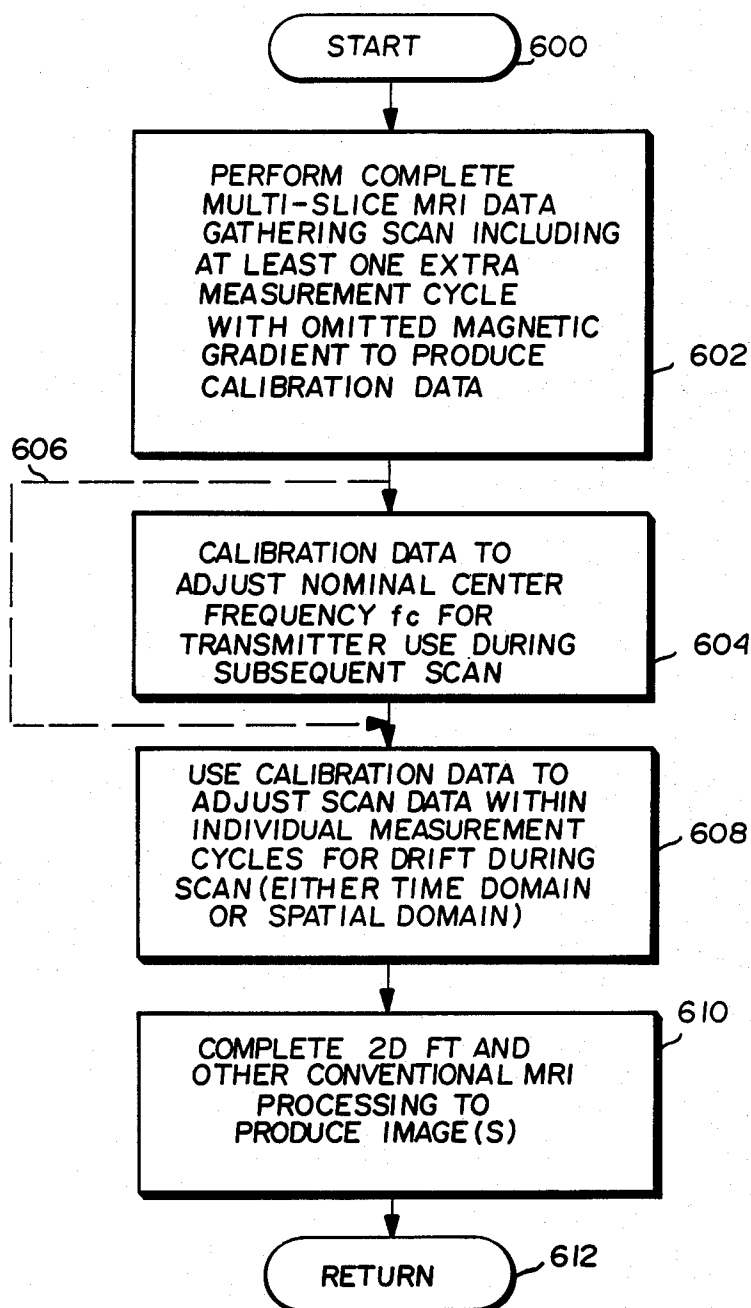 START
600
PERFORM COMPLETE
MULTI-SLICE MRI DATA
GATHERING SCAN INCLUDING
AT LEAST ONE EXTRA
MEASUREMENT CYCLE
WITH OMITTED MAGNETIC
GRADIENT TO PRODUCE
CALIBRATION DATA
602
606
CALIBRATION DATA TO
ADJUST NOMINAL CENTER
FREQUENCY fc FOR
TRANSMITTER USE DURING
SUBSEQUENT SCAN
604
USE CALIBRATION DATA TO
ADJUST SCAN DATA WITHIN
INDIVIDUAL MEASUREMENT
CYCLES FOR DRIFT DURING
SCAN (EITHER TIME DOMAIN
OR SPATIAL DOMAIN)
608
COMPLETE 2D FT AND
OTHER CONVENTIONAL MRI
PROCESSING TO
PRODUCE IMAGE(S)
610
RETURN
612